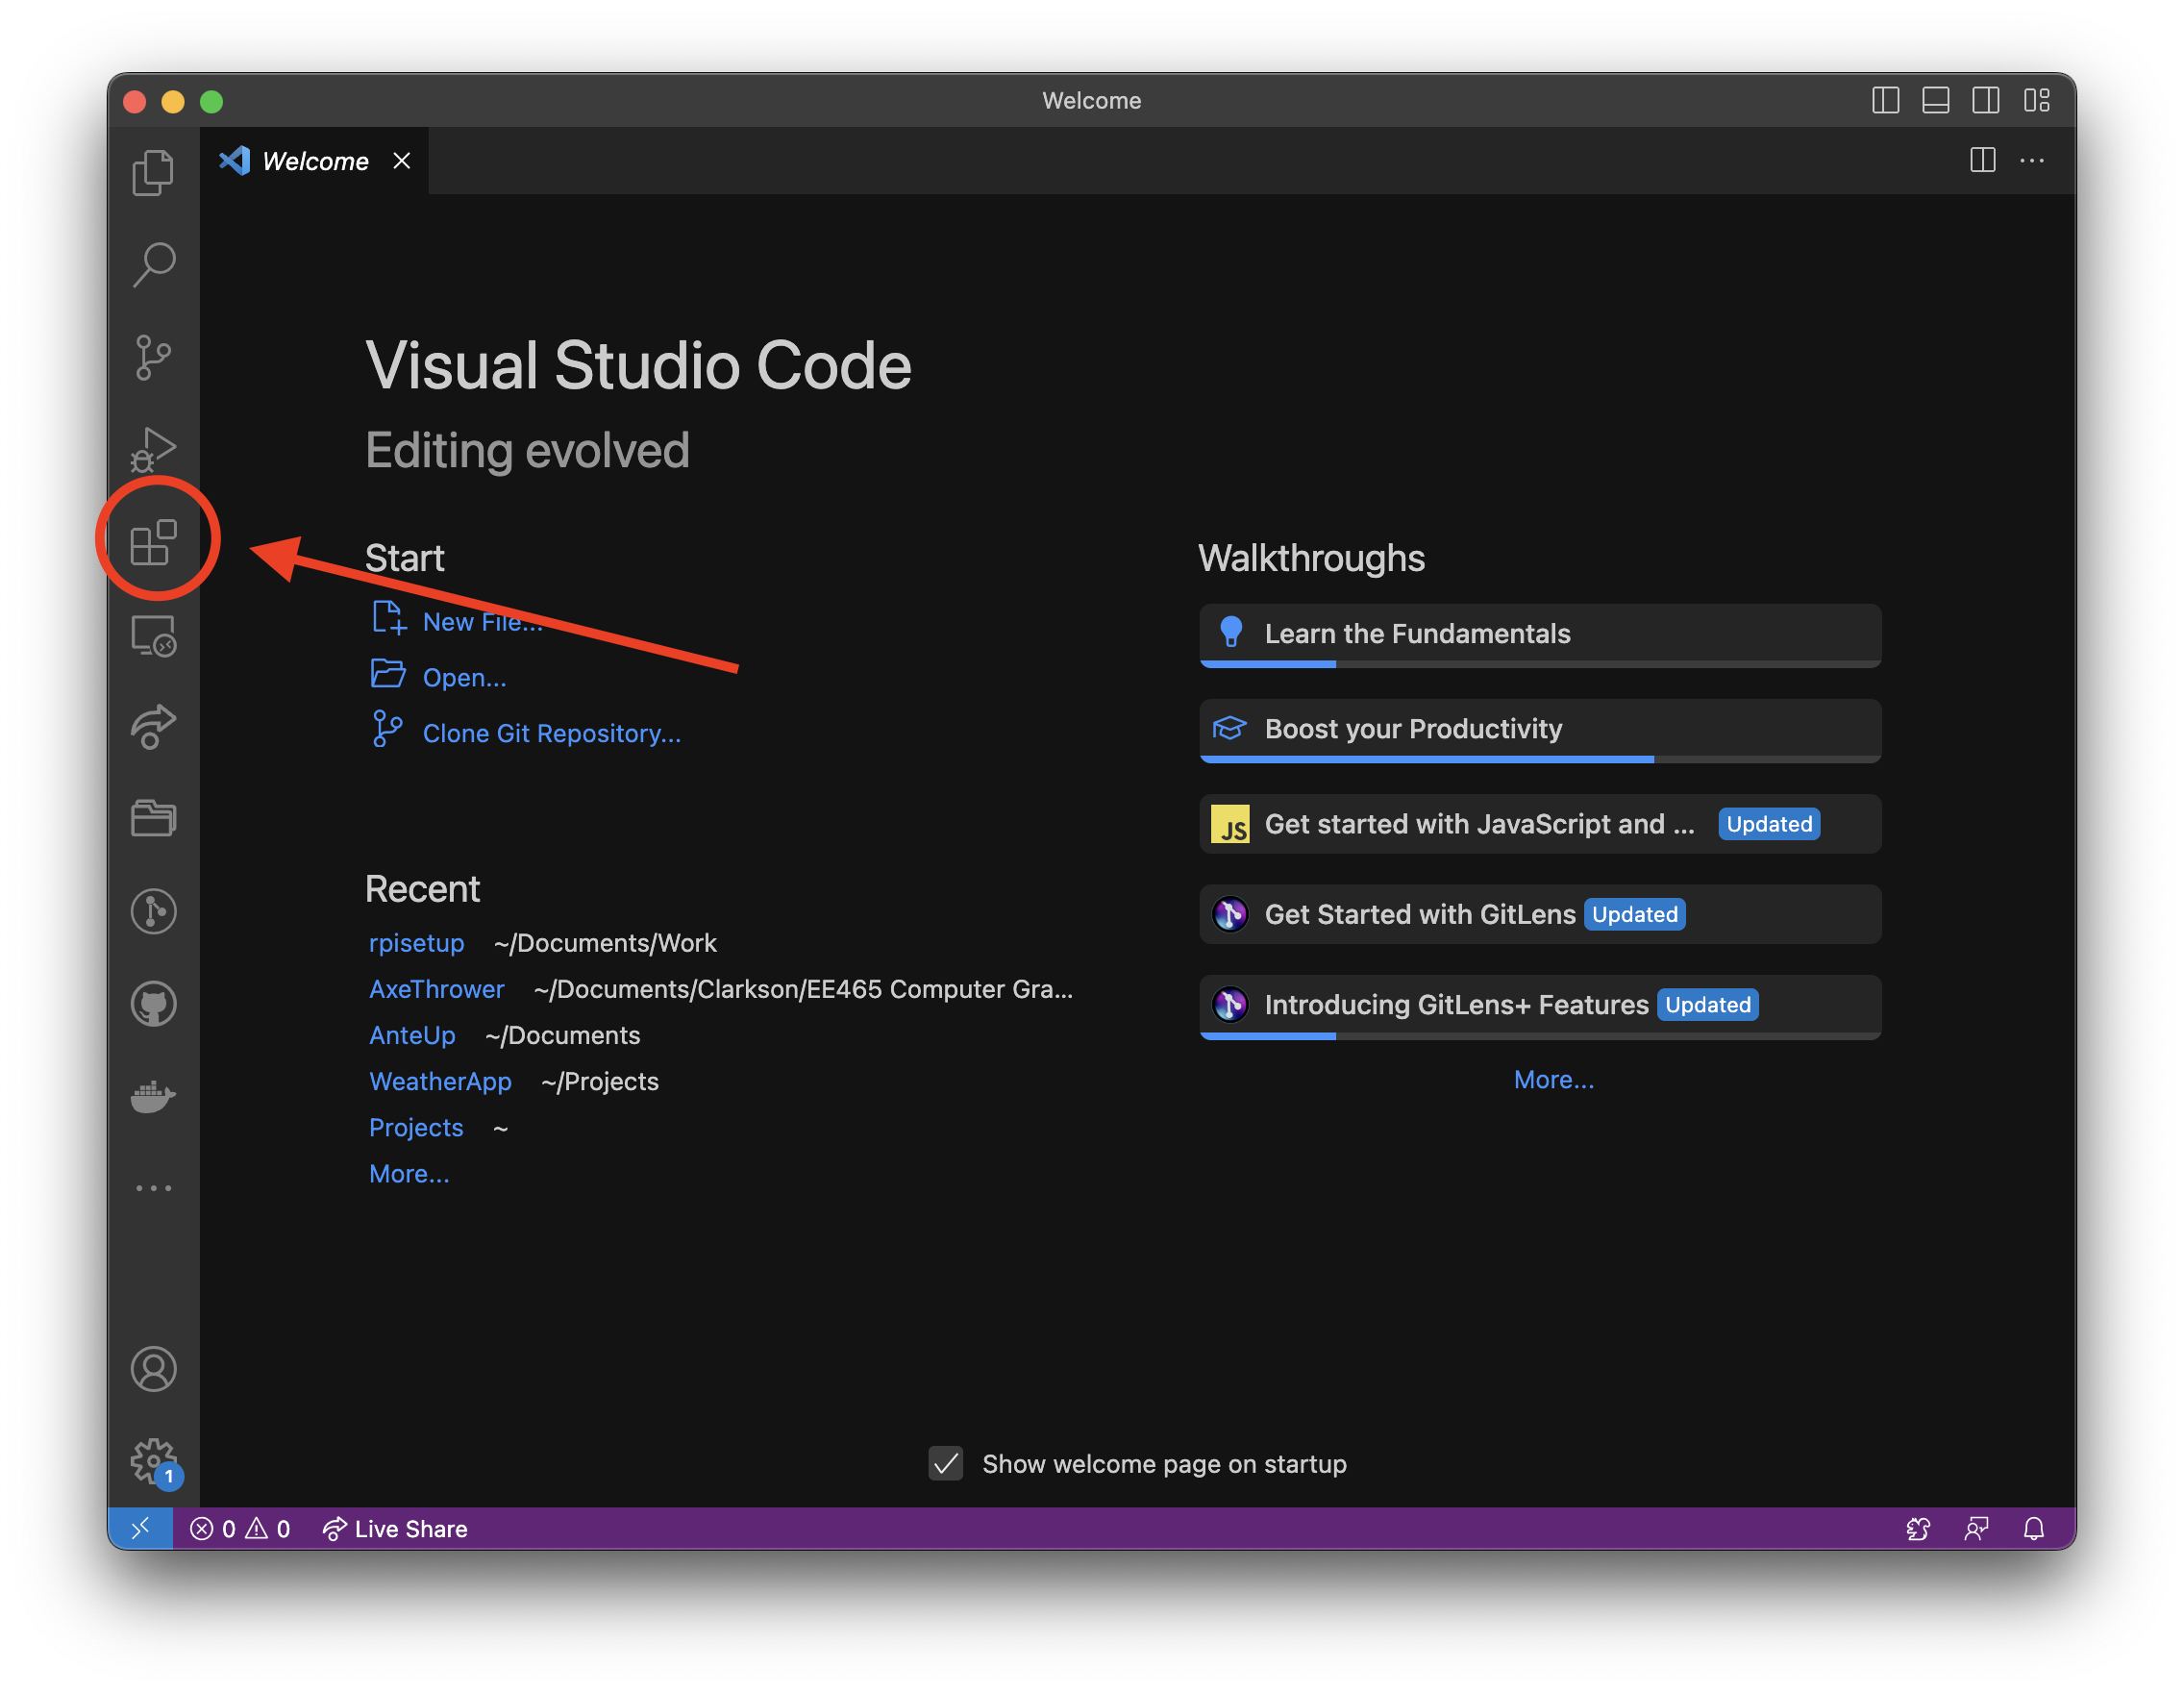 Welcome
Welcome
Visual Studio Code
Editing evolved
Start
New File...
Open...
Clone Git Repository...
Recent
rpisetup ~/Documents/Work
AxeThrower ~/Documents/Clarkson/EE465 Computer Gra...
AnteUp ~/Documents
WeatherApp ~/Projects
Projects ~
More...
Walkthroughs
Learn the Fundamentals
Boost your Productivity
JS Get started with JavaScript and ... Updated
Get Started with GitLens Updated
Introducing GitLens+ Features Updated
More...
Show welcome page on startup
1
0 0 Live Share